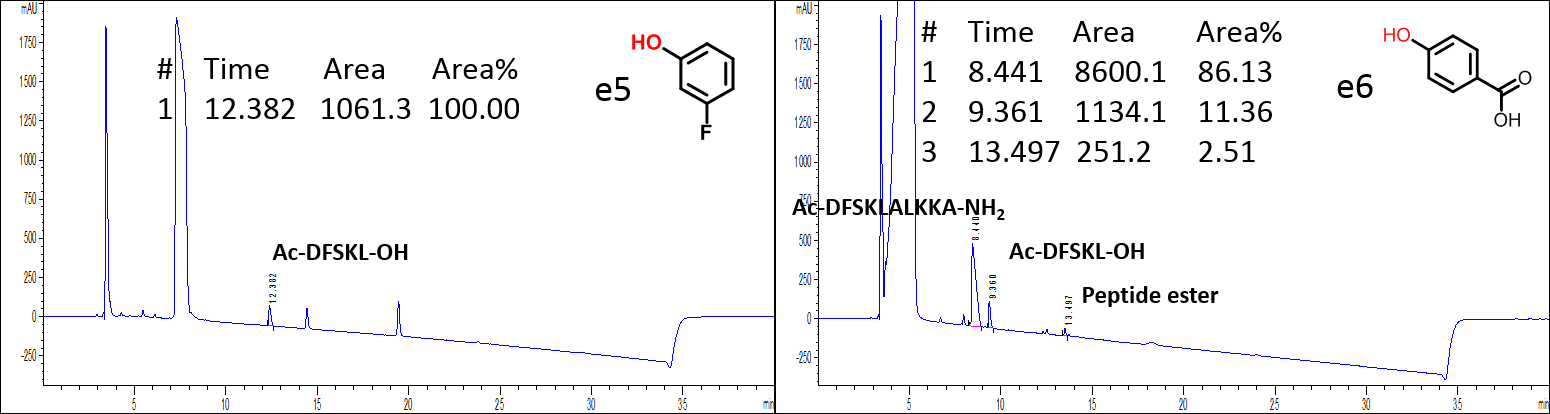 mAU
1750
1500
1250
1000
750
500
250
0
-250
5
10
15
20
25
30
35
min
# Time Area Area%
1 12.382 1061.3 100.00
e5
HO
F
Ac-DFSKL-OH
12.382
mAU
1750
1500
1250
1000
750
500
250
0
-250
5
10
15
20
25
30
35
min
# Time Area Area%
1 8.441 8600.1 86.13
2 9.361 1134.1 11.36
3 13.497 251.2 2.51
e6
HO
O
OH
Ac-DFSKLALKKA-NH₂
8.440
Ac-DFSKL-OH
9.360
Peptide ester
13.497